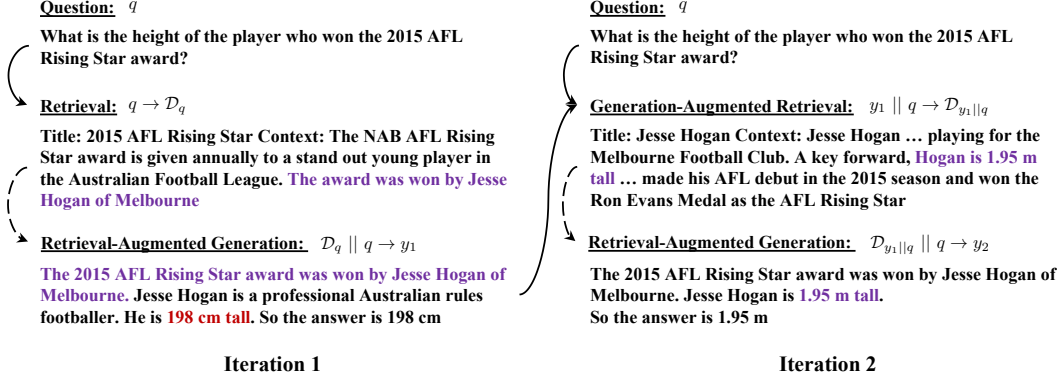 Question: q
What is the height of the player who won the 2015 AFL
Rising Star award?
Retrieval: q → 𝒟_q
Title: 2015 AFL Rising Star Context: The NAB AFL Rising
Star award is given annually to a stand out young player in
the Australian Football League. The award was won by Jesse
Hogan of Melbourne
Retrieval-Augmented Generation: 𝒟_q || q → y₁
The 2015 AFL Rising Star award was won by Jesse Hogan of
Melbourne. Jesse Hogan is a professional Australian rules
footballer. He is 198 cm tall. So the answer is 198 cm
Iteration 1
Question: q
What is the height of the player who won the 2015 AFL
Rising Star award?
Generation-Augmented Retrieval: y₁ || q → 𝒟_{y₁||q}
Title: Jesse Hogan Context: Jesse Hogan … playing for the
Melbourne Football Club. A key forward, Hogan is 1.95 m
tall … made his AFL debut in the 2015 season and won the
Ron Evans Medal as the AFL Rising Star
Retrieval-Augmented Generation: 𝒟_{y₁||q} || q → y₂
The 2015 AFL Rising Star award was won by Jesse Hogan of
Melbourne. Jesse Hogan is 1.95 m tall.
So the answer is 1.95 m
Iteration 2